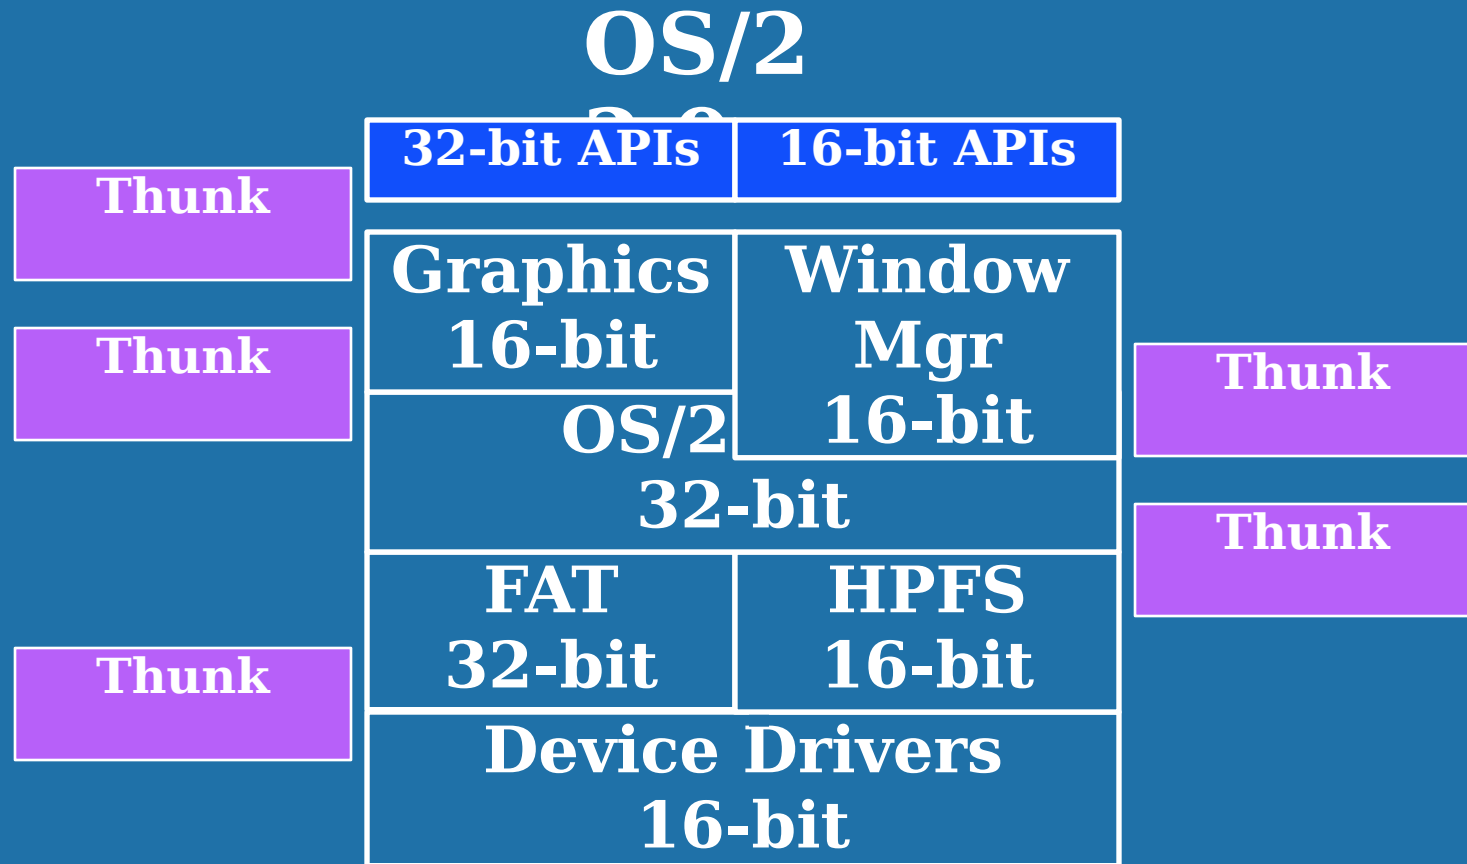 OS/2
32-bit APIs
16-bit APIs
Thunk
Graphics
16-bit
Window
Mgr
16-bit
Thunk
Thunk
OS/2
32-bit
Thunk
FAT
32-bit
HPFS
16-bit
Thunk
Device Drivers
16-bit